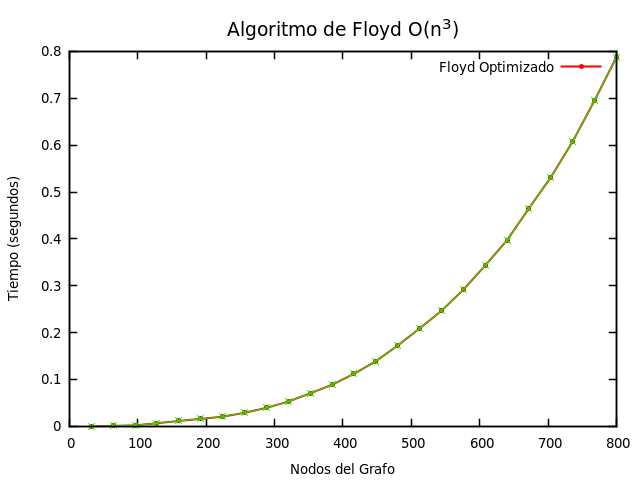 Algoritmo de Floyd O(n³)
Floyd Optimizado
Tiempo (segundos)
0.8
0.7
0.6
0.5
0.4
0.3
0.2
0.1
0
0 100 200 300 400 500 600 700 800
Nodos del Grafo